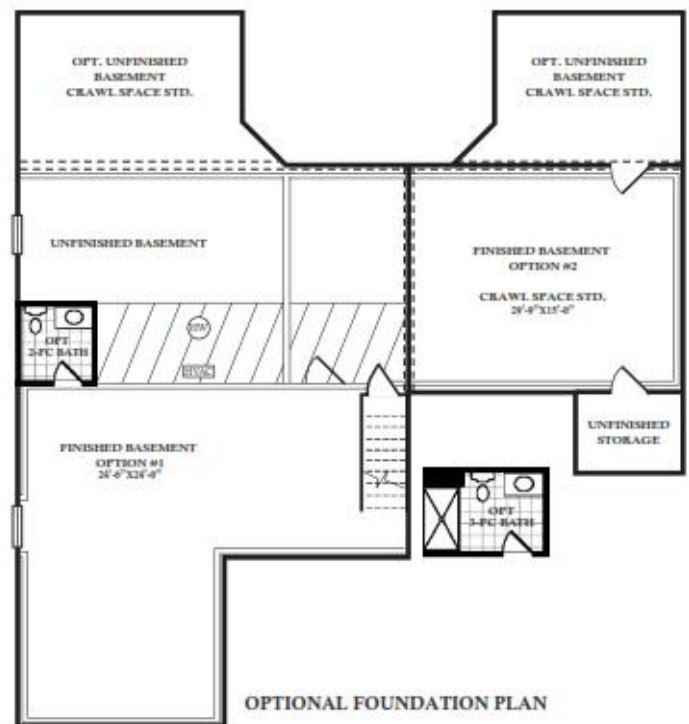 OPT. UNFINISHED
BASEMENT
CRAWL SPACE STD.
OPT. UNFINISHED
BASEMENT
CRAWL SPACE STD.
UNFINISHED BASEMENT
FINISHED BASEMENT
OPTION #2
CRAWL SPACE STD.
HW
HVAC
OPT
2-PC BATH
FINISHED BASEMENT
OPTION #1
UNFINISHED
STORAGE
OPT
3-PC BATH
OPTIONAL FOUNDATION PLAN